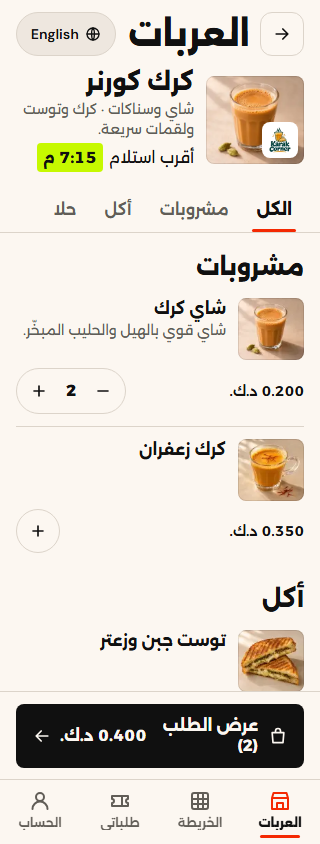 العربات
English
كرك كورنر
شاي وسناكات · كرك وتوست
ولقمات سريعة.
أقرب استلام 7:15 م
Karak Corner
الكل
مشروبات
أكل
حلا
مشروبات
شاي كرك
شاي قوي بالهيل والحليب المبخّر.
0.200 د.ك.
2
كرك زعفران
0.350 د.ك.
أكل
توست جبن وزعتر
عرض الطلب
(2)
0.400 د.ك.
العربات
الخريطة
طلباتي
الحساب